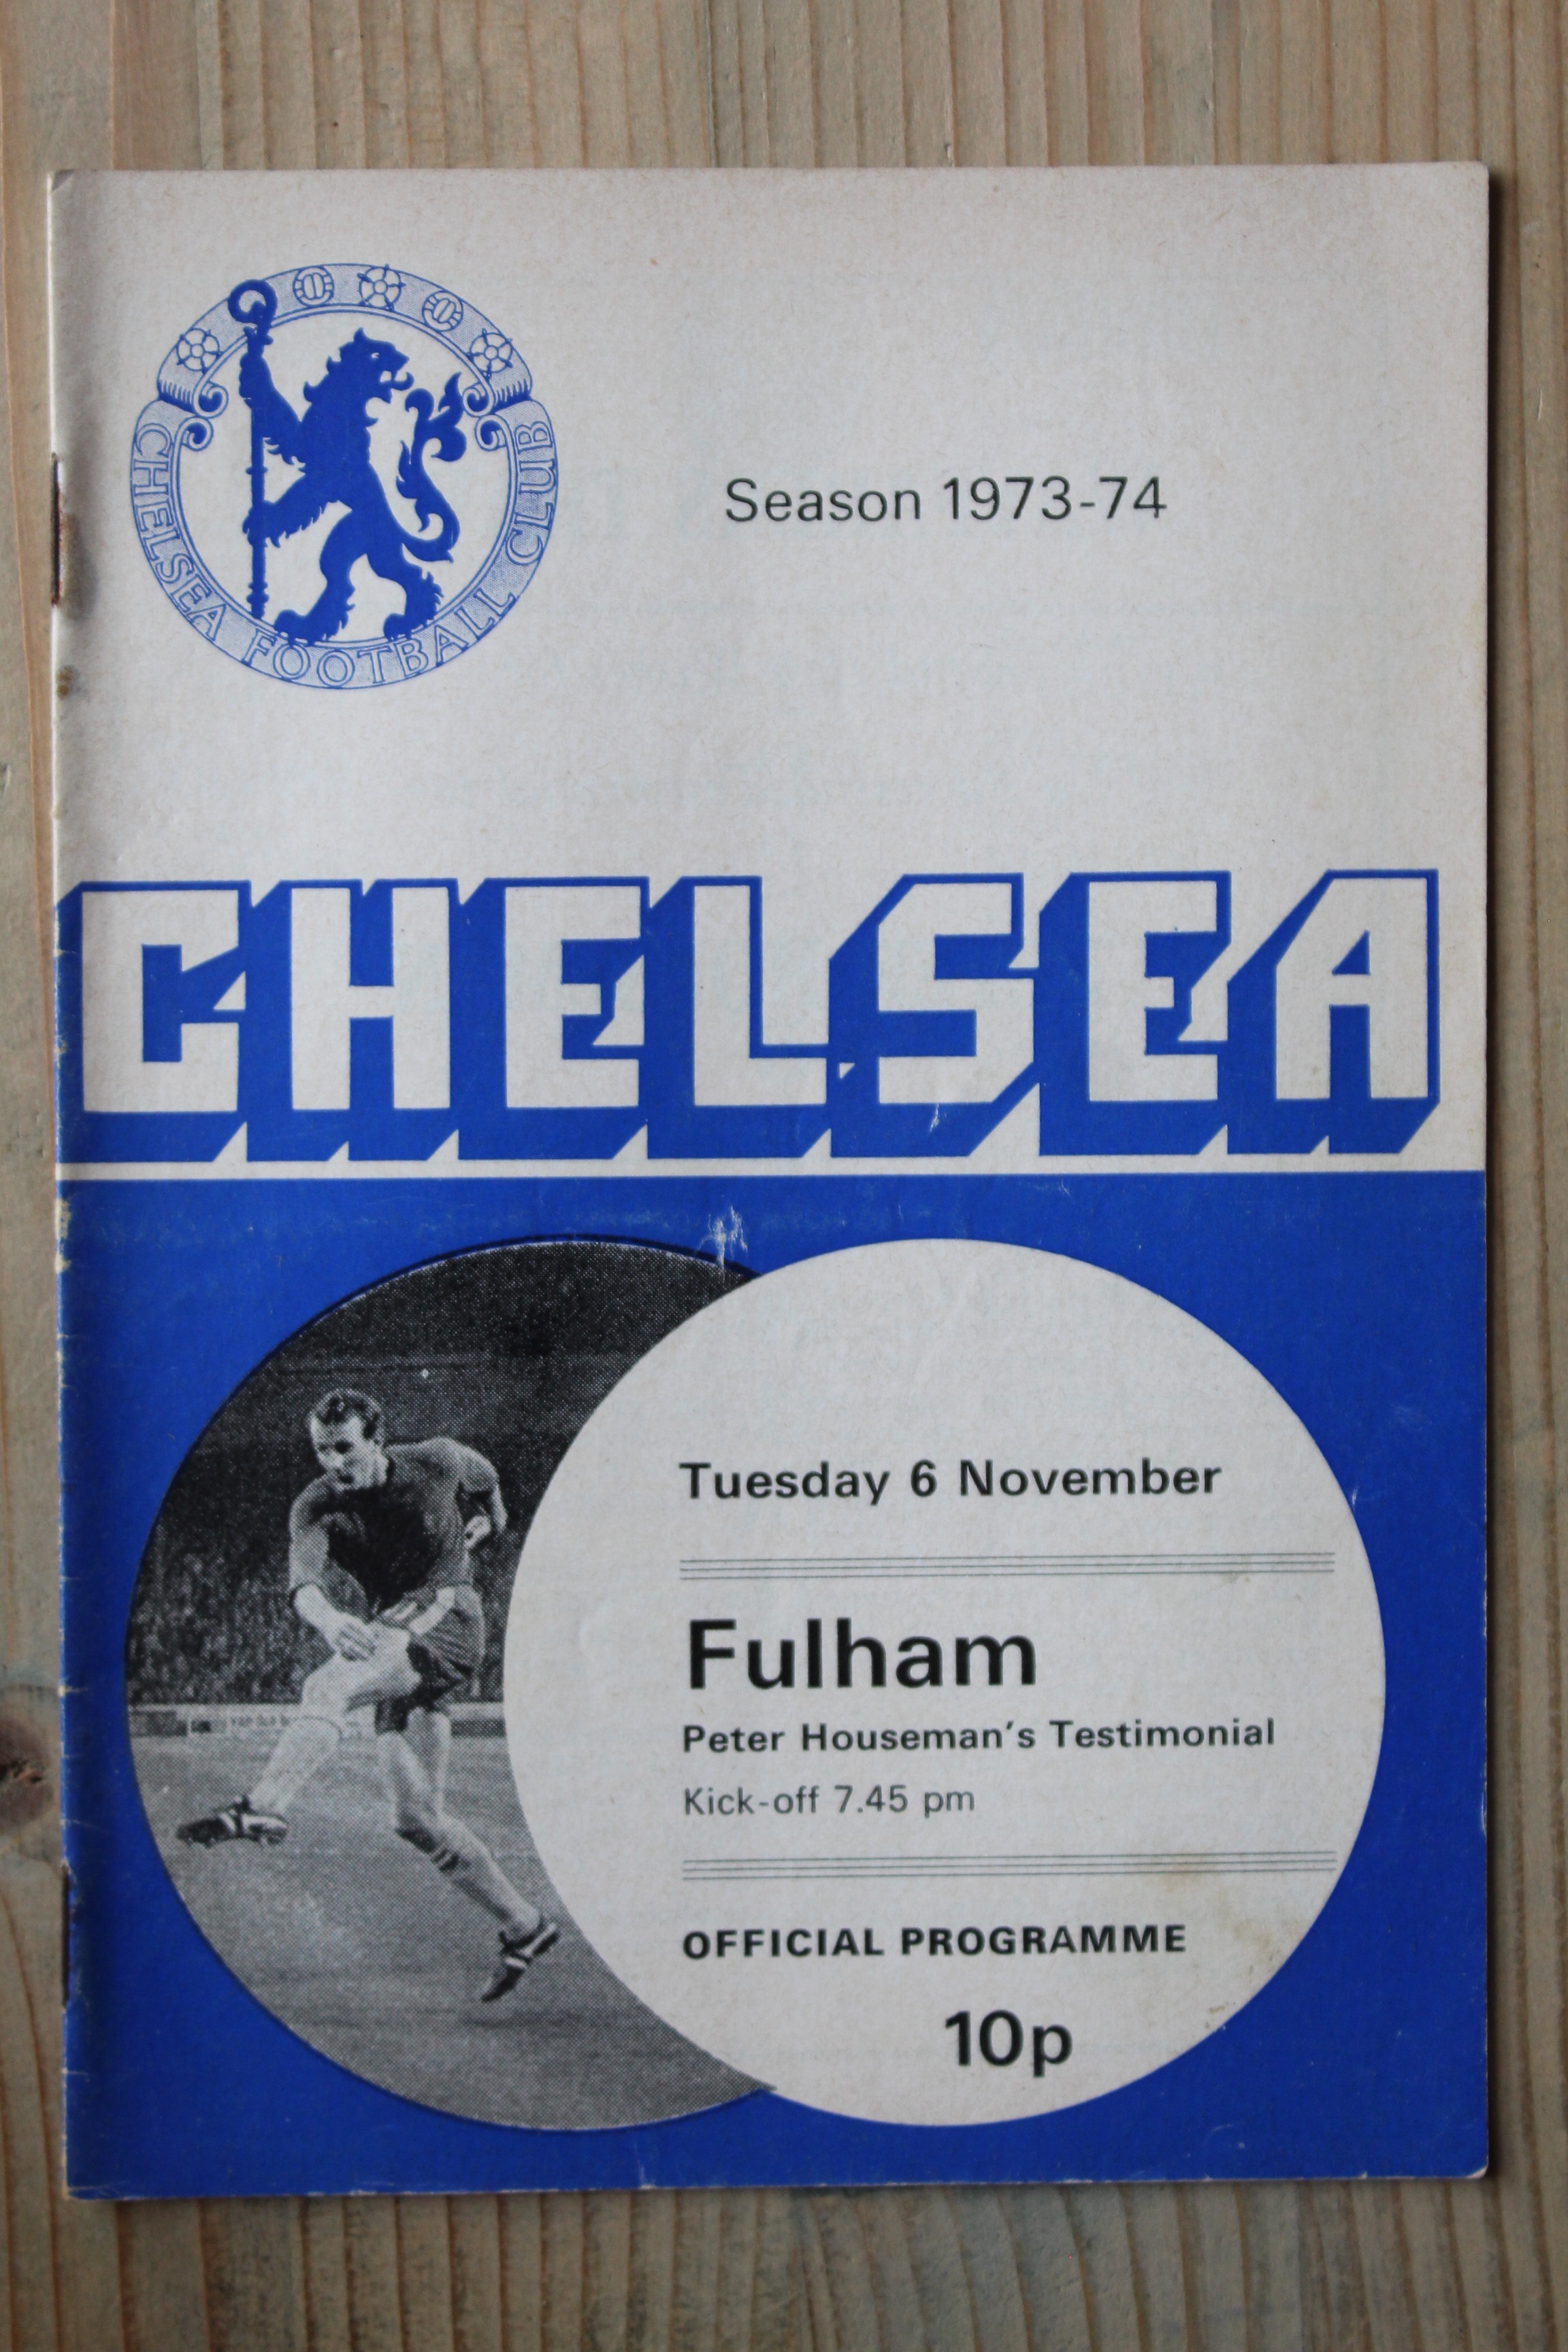 CHELSEA FOOTBALL CLUB
Season 1973-74
CHELSEA
Tuesday 6 November
Fulham
Peter Houseman's Testimonial
Kick-off 7.45 pm
OFFICIAL PROGRAMME
10p